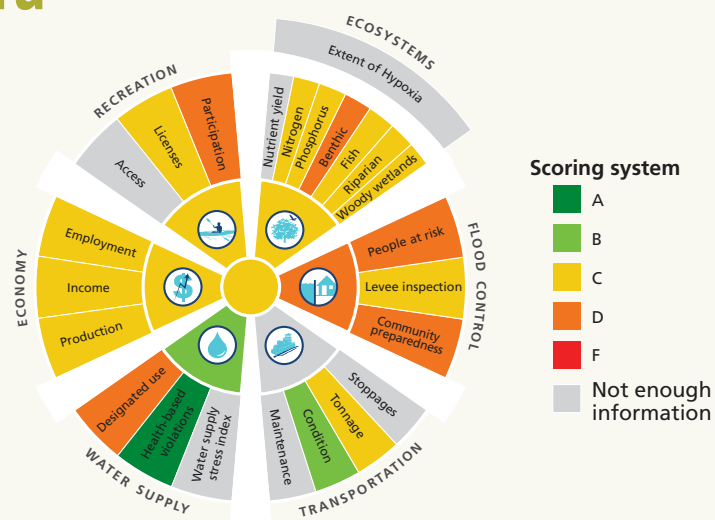 ECOSYSTEMS
Extent of Hypoxia
Nutrient yield
Nitrogen
Phosphorus
Benthic
Fish
Riparian
Woody wetlands
FLOOD CONTROL
People at risk
Levee inspection
Community
preparedness
TRANSPORTATION
Stoppages
Tonnage
Condition
Maintenance
WATER SUPPLY
Water supply
stress index
Health-based
violations
Designated use
ECONOMY
Production
Income
Employment
RECREATION
Access
Licenses
Participation
Scoring system
A
B
C
D
F
Not enough
information